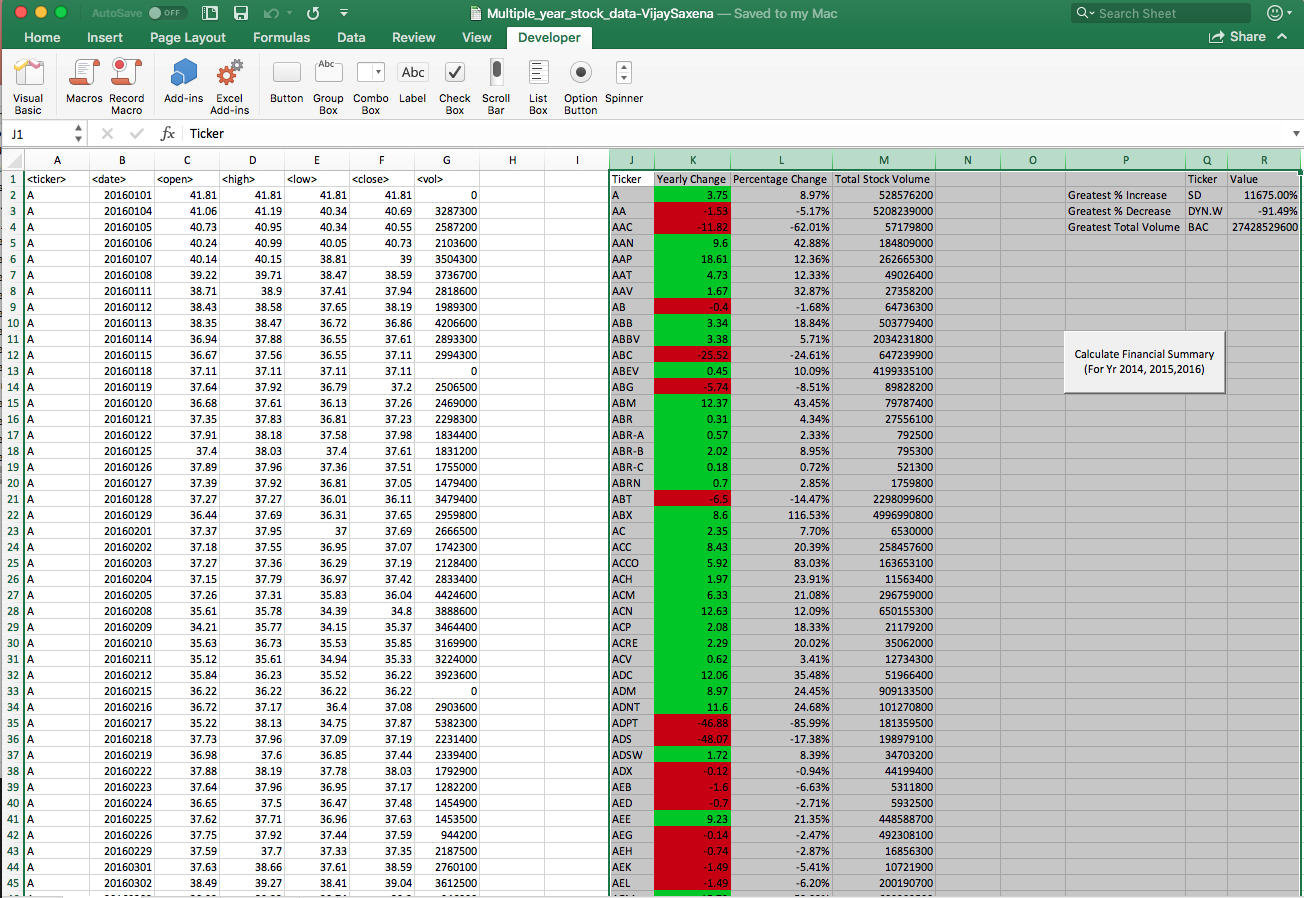 AutoSave OFF Multiple_year_stock_data-VijaySaxena — Saved to my Mac Search Sheet
Home Insert Page Layout Formulas Data Review View Developer Share
Visual Basic Macros Record Macro Add-ins Excel Add-ins Button Group Box Combo Box Label Check Box Scroll Bar List Box Option Button Spinner
Abc Abc
J1 fx Ticker
A B C D E F G H I J K L M N O P Q R
1 <ticker> <date> <open> <high> <low> <close> <vol> Ticker Yearly Change Percentage Change Total Stock Volume Ticker Value
2 A 20160101 41.81 41.81 41.81 41.81 0 A 3.75 8.97% 528576200 Greatest % Increase SD 11675.00%
3 A 20160104 41.06 41.19 40.34 40.69 3287300 AA -1.53 -5.17% 5208239000 Greatest % Decrease DYN.W -91.49%
4 A 20160105 40.73 40.95 40.34 40.55 2587200 AAC -11.82 -62.01% 57179800 Greatest Total Volume BAC 27428529600
5 A 20160106 40.24 40.99 40.05 40.73 2103600 AAN 9.6 42.88% 184809000
6 A 20160107 40.14 40.15 38.81 39 3504300 AAP 18.61 12.36% 262665300
7 A 20160108 39.22 39.71 38.47 38.59 3736700 AAT 4.73 12.33% 49026400
8 A 20160111 38.71 38.9 37.41 37.94 2818600 AAV 1.67 32.87% 27358200
9 A 20160112 38.43 38.58 37.65 38.19 1989300 AB -0.4 -1.68% 64736300
10 A 20160113 38.35 38.47 36.72 36.86 4206600 ABB 3.34 18.84% 503779400
11 A 20160114 36.94 37.88 36.55 37.61 2893300 ABBV 3.38 5.71% 2034231800
12 A 20160115 36.67 37.56 36.55 37.11 2994300 ABC -25.52 -24.61% 647239900 Calculate Financial Summary
13 A 20160118 37.11 37.11 37.11 37.11 0 ABEV 0.45 10.09% 4199335100 (For Yr 2014, 2015,2016)
14 A 20160119 37.64 37.92 36.79 37.2 2506500 ABG -5.74 -8.51% 89828200
15 A 20160120 36.68 37.61 36.13 37.26 2469000 ABM 12.37 43.45% 79787400
16 A 20160121 37.35 37.83 36.81 37.23 2298300 ABR 0.31 4.34% 27556100
17 A 20160122 37.91 38.18 37.58 37.98 1834400 ABR-A 0.57 2.33% 792500
18 A 20160125 37.4 38.03 37.4 37.61 1831200 ABR-B 2.02 8.95% 795300
19 A 20160126 37.89 37.96 37.36 37.51 1755000 ABR-C 0.18 0.72% 521300
20 A 20160127 37.39 37.92 36.81 37.05 1479400 ABRN 0.7 2.85% 1759800
21 A 20160128 37.27 37.27 36.01 36.11 3479400 ABT -6.5 -14.47% 2298099600
22 A 20160129 36.44 37.69 36.31 37.65 2959800 ABX 8.6 116.53% 4996990800
23 A 20160201 37.37 37.95 37 37.69 2666500 AC 2.35 7.70% 6530000
24 A 20160202 37.18 37.55 36.95 37.07 1742300 ACC 8.43 20.39% 258457600
25 A 20160203 37.27 37.36 36.29 37.19 2128400 ACCO 5.92 83.03% 163653100
26 A 20160204 37.15 37.79 36.97 37.42 2833400 ACH 1.97 23.91% 11563400
27 A 20160205 37.26 37.31 35.83 36.04 4424600 ACM 6.33 21.08% 296759000
28 A 20160208 35.61 35.78 34.39 34.8 3888600 ACN 12.63 12.09% 650155300
29 A 20160209 34.21 35.77 34.15 35.37 3464400 ACP 2.08 18.33% 21179200
30 A 20160210 35.63 36.73 35.53 35.85 3169900 ACRE 2.29 20.02% 35062000
31 A 20160211 35.12 35.61 34.94 35.33 3224000 ACV 0.62 3.41% 12734300
32 A 20160212 35.84 36.23 35.52 36.22 3923600 ADC 12.06 35.48% 51966400
33 A 20160215 36.22 36.22 36.22 36.22 0 ADM 8.97 24.45% 909133500
34 A 20160216 36.72 37.17 36.4 37.08 2903600 ADNT 11.6 24.68% 101270800
35 A 20160217 35.22 38.13 34.75 37.87 5382300 ADPT -46.88 -85.99% 181359500
36 A 20160218 37.73 37.96 37.09 37.19 2231400 ADS -48.07 -17.38% 198979100
37 A 20160219 36.98 37.6 36.85 37.44 2339400 ADSW 1.72 8.39% 34703200
38 A 20160222 37.88 38.19 37.78 38.03 1792900 ADX -0.12 -0.94% 44199400
39 A 20160223 37.64 37.96 36.95 37.17 1282200 AEB -1.6 -6.63% 5311800
40 A 20160224 36.65 37.5 36.47 37.48 1454900 AED -0.7 -2.71% 5932500
41 A 20160225 37.62 37.71 36.96 37.63 1453500 AEE 9.23 21.35% 448588700
42 A 20160226 37.75 37.92 37.44 37.59 944200 AEG -0.14 -2.47% 492308100
43 A 20160229 37.59 37.7 37.33 37.35 2187500 AEH -0.74 -2.87% 16856300
44 A 20160301 37.63 38.66 37.61 38.59 2760100 AEK -1.49 -5.41% 10721900
45 A 20160302 38.49 39.27 38.41 39.04 3612500 AEL -1.49 -6.20% 200190700